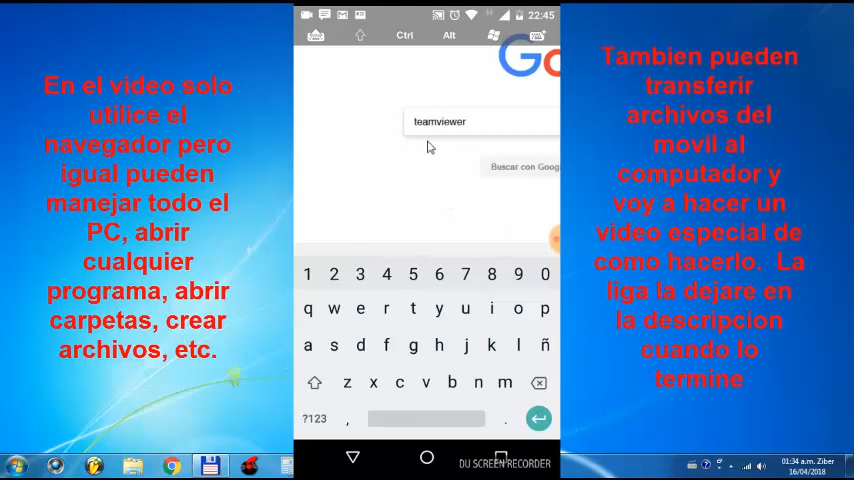 En el video solo
utilice el
navegador pero
igual pueden
manejar todo el
PC, abrir
cualquier
programa, abrir
carpetas, crear
archivos, etc.
22:45
Ctrl
Alt
teamviewer
Buscar con Goog
1 2 3 4 5 6 7 8 9 0
q w e r t y u i o p
a s d f g h j k l ñ
z x c v b n m
?123 , .
DU SCREEN RECORDER
Tambien pueden
transferir
archivos del
movil al
computador y
voy a hacer un
video especial de
como hacerlo. La
liga la dejare en
la descripcion
cuando lo
termine
01:34 a.m. Ziber
16/04/2018